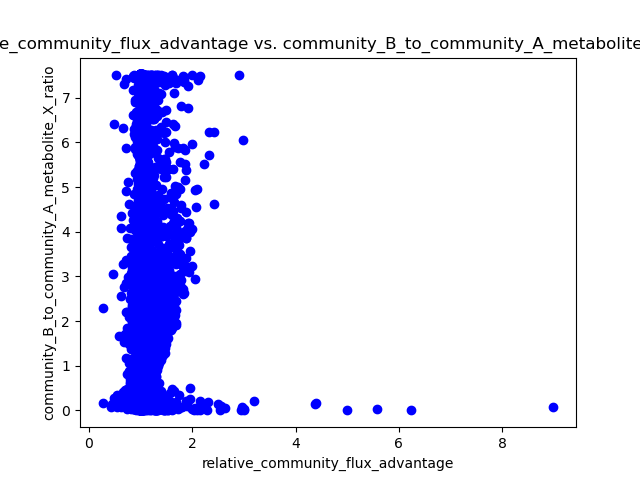 e_community_flux_advantage vs. community_B_to_community_A_metabolite
community_B_to_community_A_metabolite_X_ratio
7
6
5
4
3
2
1
0
0 2 4 6 8
relative_community_flux_advantage